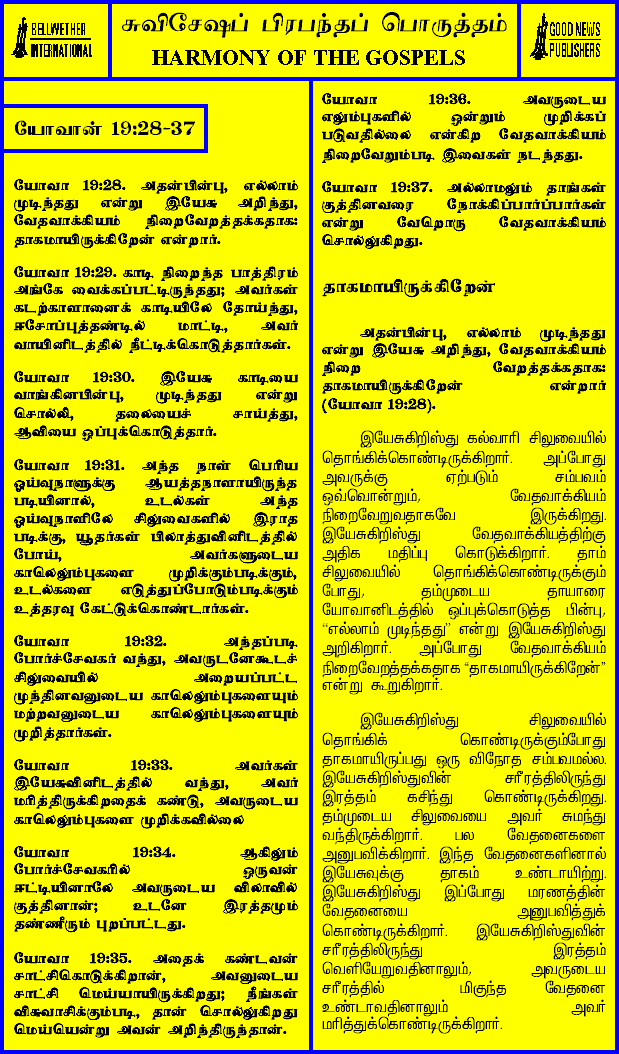 BELLWETHER
INTERNATIONAL
சுவிசேஷப் பிரபந்தப் பொருத்தம்
HARMONY OF THE GOSPELS
GOOD NEWS
PUBLISHERS
யோவான் 19:28-37
யோவா 19:28. அதன்பின்பு, எல்லாம்
முடிந்தது என்று இயேசு அறிந்து,
வேதவாக்கியம் நிறைவேறத்தக்கதாக:
தாகமாயிருக்கிறேன் என்றார்.
யோவா 19:29. காடி நிறைந்த பாத்திரம்
அங்கே வைக்கப்பட்டிருந்தது; அவர்கள்
கடற்காளானைக் காடியிலே தோய்ந்து,
ஈசோப்புத்தண்டில் மாட்டி, அவர்
வாயினிடத்தில் நீட்டிக்கொடுத்தார்கள்.
யோவா 19:30. இயேசு காடியை
வாங்கினபின்பு, முடிந்தது என்று
சொல்லி, தலையைச் சாய்த்து,
ஆவியை ஒப்புக்கொடுத்தார்.
யோவா 19:31. அந்த நாள் பெரிய
ஓய்வுநாளுக்கு ஆயத்தநாளாயிருந்த
படியினால், உடல்கள் அந்த
ஓய்வுநாளிலே சிலுவைகளில் இராத
படிக்கு, யூதர்கள் பிலாத்துவினிடத்தில்
போய், அவர்களுடைய
காலெலும்புகளை முறிக்கும்படிக்கும்,
உடல்களை எடுத்துப்போடும்படிக்கும்
உத்தரவு கேட்டுக்கொண்டார்கள்.
யோவா 19:32. அந்தப்படி
போர்ச்சேவகர் வந்து, அவருடனேகூடச்
சிலுவையில் அறையப்பட்ட
முந்தினவனுடைய காலெலும்புகளையும்
மற்றவனுடைய காலெலும்புகளையும்
முறித்தார்கள்.
யோவா 19:33. அவர்கள்
இயேசுவினிடத்தில் வந்து, அவர்
மரித்திருக்கிறதைக் கண்டு, அவருடைய
காலெலும்புகளை முறிக்கவில்லை
யோவா 19:34. ஆகிலும்
போர்ச்சேவகரில் ஒருவன்
ஈட்டியினாலே அவருடைய விலாவில்
குத்தினான்; உடனே இரத்தமும்
தண்ணீரும் புறப்பட்டது.
யோவா 19:35. அதைக் கண்டவன்
சாட்சிகொடுக்கிறான், அவனுடைய
சாட்சி மெய்யாயிருக்கிறது; நீங்கள்
விசுவாசிக்கும்படி, தான் சொல்லுகிறது
மெய்யென்று அவன் அறிந்திருந்தான்.
யோவா 19:36. அவருடைய
எலும்புகளில் ஒன்றும் முறிக்கப்
படுவதில்லை என்கிற வேதவாக்கியம்
நிறைவேறும்படி இவைகள் நடந்தது.
யோவா 19:37. அல்லாமலும் தாங்கள்
குத்தினவரை நோக்கிப்பார்ப்பார்கள்
என்று வேறொரு வேதவாக்கியம்
சொல்லுகிறது.
தாகமாயிருக்கிறேன்
அதன்பின்பு, எல்லாம் முடிந்தது
என்று இயேசு அறிந்து, வேதவாக்கியம்
நிறை வேறத்தக்கதாக:
தாகமாயிருக்கிறேன் என்றார்
(யோவா 19:28).
இயேசுகிறிஸ்து கல்வாரி சிலுவையில்
தொங்கிக்கொண்டிருக்கிறார். அப்போது
அவருக்கு ஏற்படும் சம்பவம்
ஒவ்வொன்றும், வேதவாக்கியம்
நிறைவேறுவதாகவே இருக்கிறது.
இயேசுகிறிஸ்து வேதவாக்கியத்திற்கு
அதிக மதிப்பு கொடுக்கிறார். தாம்
சிலுவையில் தொங்கிக்கொண்டிருக்கும்
போது, தம்முடைய தாயாரை
யோவானிடத்தில் ஒப்புக்கொடுத்த பின்பு,
“எல்லாம் முடிந்தது” என்று இயேசுகிறிஸ்து
அறிகிறார். அப்போது வேதவாக்கியம்
நிறைவேறத்தக்கதாக “தாகமாயிருக்கிறேன்”
என்று கூறுகிறார்.
இயேசுகிறிஸ்து சிலுவையில்
தொங்கிக் கொண்டிருக்கும்போது
தாகமாயிருப்பது ஒரு விநோத சம்பவமல்ல.
இயேசுகிறிஸ்துவின் சரீரத்திலிருந்து
இரத்தம் கசிந்து கொண்டிருக்கிறது.
தம்முடைய சிலுவையை அவர் சுமந்து
வந்திருக்கிறார். பல வேதனைகளை
அனுபவிக்கிறார். இந்த வேதனைகளினால்
இயேசுவுக்கு தாகம் உண்டாயிற்று.
இயேசுகிறிஸ்து இப்போது மரணத்தின்
வேதனையை அனுபவித்துக்
கொண்டிருக்கிறார். இயேசுகிறிஸ்துவின்
சரீரத்திலிருந்து இரத்தம்
வெளியேறுவதினாலும், அவருடைய
சரீரத்தில் மிகுந்த வேதனை
உண்டாவதினாலும் அவர்
மரித்துக்கொண்டிருக்கிறார்.